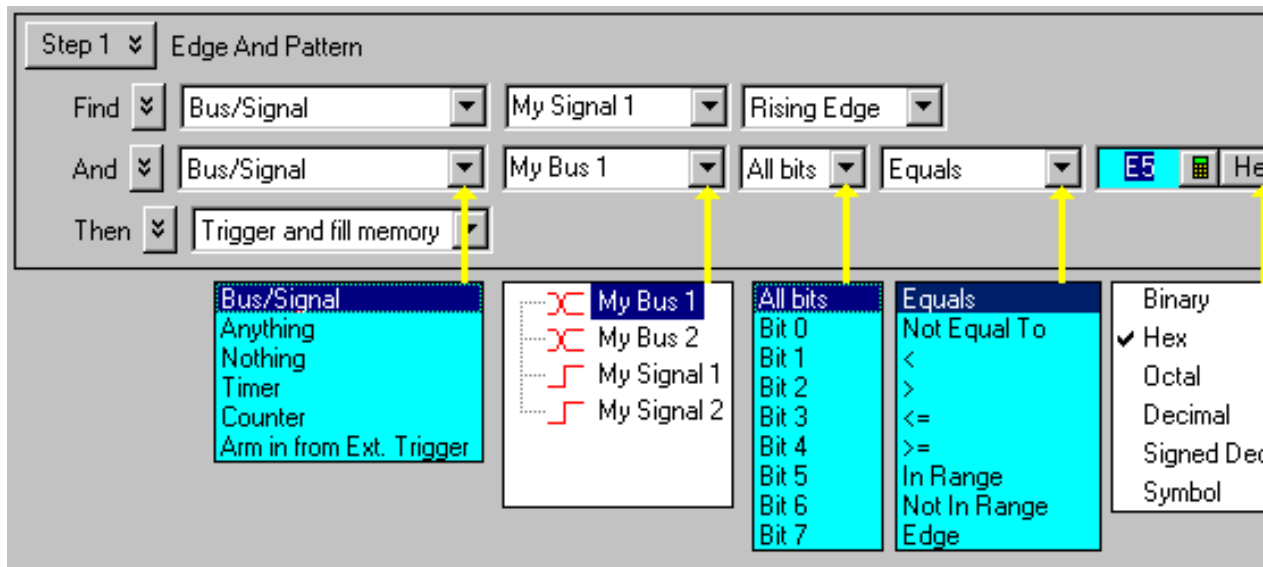 Step 1 Edge And Pattern
Find Bus/Signal My Signal 1 Rising Edge
And Bus/Signal My Bus 1 All bits Equals E5 He
Then Trigger and fill memory
Bus/Signal
Anything
Nothing
Timer
Counter
Arm in from Ext. Trigger
My Bus 1
My Bus 2
My Signal 1
My Signal 2
All bits
Bit 0
Bit 1
Bit 2
Bit 3
Bit 4
Bit 5
Bit 6
Bit 7
Equals
Not Equal To
<
>
<=
>=
In Range
Not In Range
Edge
Binary
Hex
Octal
Decimal
Signed Dec
Symbol